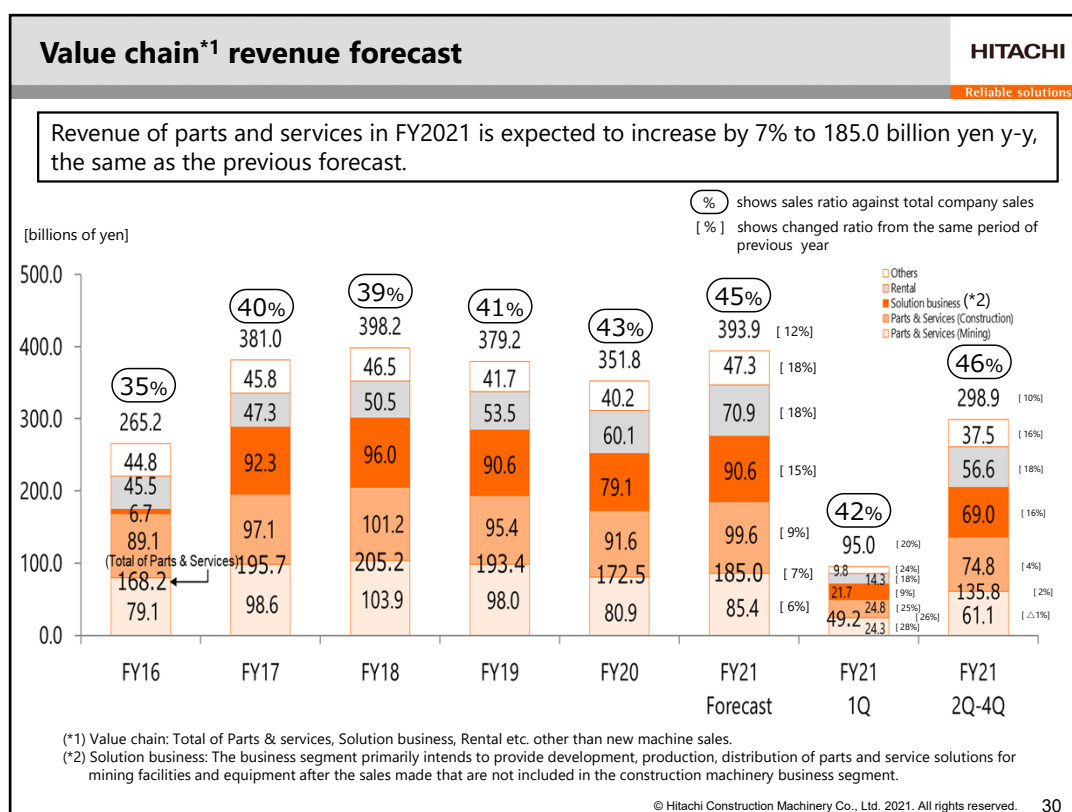 Value chain*1 revenue forecast
HITACHI
Reliable solutions
Revenue of parts and services in FY2021 is expected to increase by 7% to 185.0 billion yen y-y,
the same as the previous forecast.
% shows sales ratio against total company sales
[ % ] shows changed ratio from the same period of
previous year
[billions of yen]
Others
Rental
Solution business (*2)
Parts & Services (Construction)
Parts & Services (Mining)
500.0
400.0
300.0
200.0
100.0
0.0
35%
265.2
44.8
45.5
6.7
89.1
(Total of Parts & Services)
168.2
79.1
40%
381.0
45.8
47.3
92.3
97.1
195.7
98.6
39%
398.2
46.5
50.5
96.0
101.2
205.2
103.9
41%
379.2
41.7
53.5
90.6
95.4
193.4
98.0
43%
351.8
40.2
60.1
79.1
91.6
172.5
80.9
45%
393.9 [ 12%]
47.3 [ 18%]
70.9 [ 18%]
90.6 [ 15%]
99.6 [ 9%]
185.0 [ 7%]
85.4 [ 6%]
42%
95.0 [ 20%]
9.8 [ 24%]
14.3 [ 18%]
21.7 [ 9%]
24.8 [ 25%]
49.2 [ 26%]
24.3 [ 28%]
46%
298.9 [ 10%]
37.5 [ 16%]
56.6 [ 18%]
69.0 [ 16%]
74.8 [ 4%]
135.8 [ 2%]
61.1 [ △1%]
FY16 FY17 FY18 FY19 FY20 FY21 FY21 FY21
Forecast 1Q 2Q-4Q
(*1) Value chain: Total of Parts & services, Solution business, Rental etc. other than new machine sales.
(*2) Solution business: The business segment primarily intends to provide development, production, distribution of parts and service solutions for
mining facilities and equipment after the sales made that are not included in the construction machinery business segment.
© Hitachi Construction Machinery Co., Ltd. 2021. All rights reserved. 30